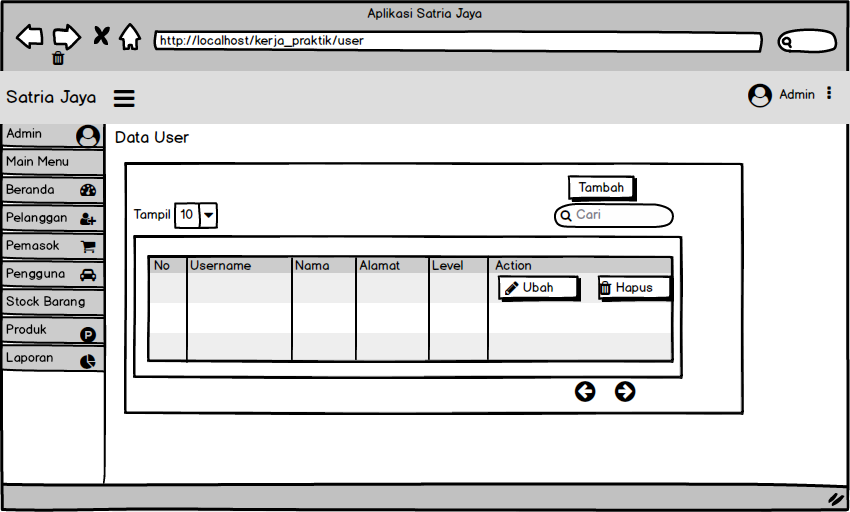 Aplikasi Satria Jaya
http://localhost/kerja_praktik/user
Satria Jaya
Admin
Admin
Main Menu
Beranda
Pelanggan
Pemasok
Pengguna
Stock Barang
Produk
P
Laporan
Data User
Tambah
Tampil 10
Cari
No Username Nama Alamat Level Action
Ubah Hapus